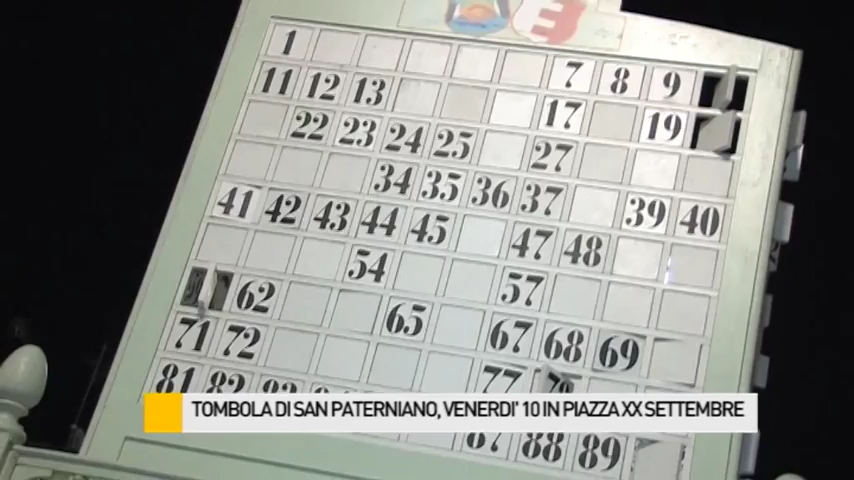 1 7 8 9
11 12 13 17 19
22 23 24 25 27
34 35 36 37 39 40
41 42 43 44 45 47 48
54 57
62 65 67 68 69
71 72 77
81 82
87 88 89
TOMBOLA DI SAN PATERNIANO, VENERDI' 10 IN PIAZZA XX SETTEMBRE